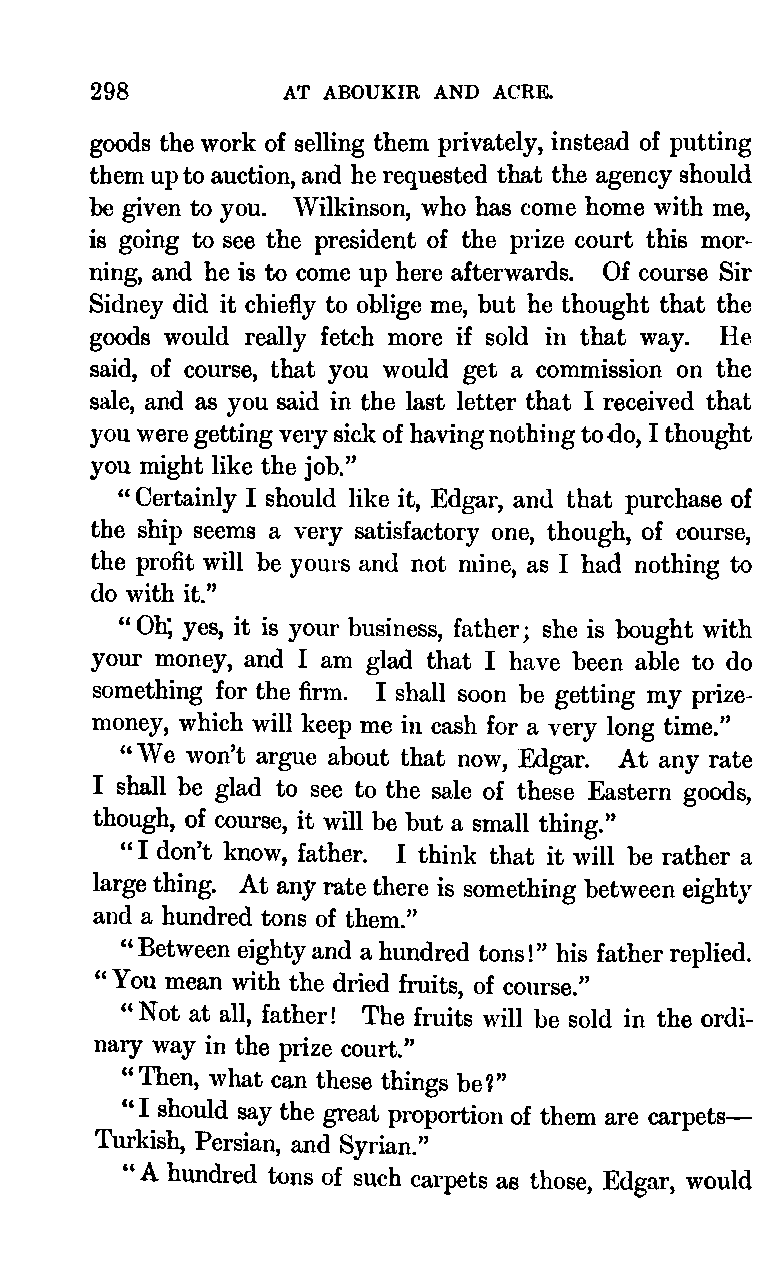 298 AT ABOUKIR AND ACRE.
goods the work of selling them privately, instead of putting
them up to auction, and he requested that the agency should
be given to you. Wilkinson, who has come home with me,
is going to see the president of the prize court this mor-
ning, and he is to come up here afterwards. Of course Sir
Sidney did it chiefly to oblige me, but he thought that the
goods would really fetch more if sold in that way. He
said, of course, that you would get a commission on the
sale, and as you said in the last letter that I received that
you were getting very sick of having nothing to do, I thought
you might like the job.”
“Certainly I should like it, Edgar, and that purchase of
the ship seems a very satisfactory one, though, of course,
the profit will be yours and not mine, as I had nothing to
do with it.”
“Oh, yes, it is your business, father; she is bought with
your money, and I am glad that I have been able to do
something for the firm. I shall soon be getting my prize-
money, which will keep me in cash for a very long time.”
“We won’t argue about that now, Edgar. At any rate
I shall be glad to see to the sale of these Eastern goods,
though, of course, it will be but a small thing.”
“I don’t know, father. I think that it will be rather a
large thing. At any rate there is something between eighty
and a hundred tons of them.”
“Between eighty and a hundred tons!” his father replied.
“You mean with the dried fruits, of course.”
“Not at all, father! The fruits will be sold in the ordi-
nary way in the prize court.”
“Then, what can these things be?”
“I should say the great proportion of them are carpets—
Turkish, Persian, and Syrian.”
“A hundred tons of such carpets as those, Edgar, would